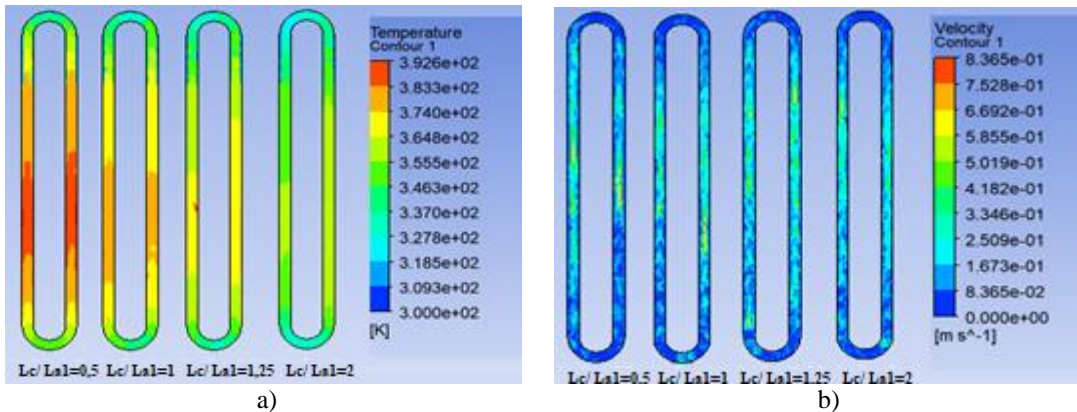 Temperature
Contour 1
3.926e+02
3.833e+02
3.740e+02
3.648e+02
3.555e+02
3.463e+02
3.370e+02
3.278e+02
3.185e+02
3.093e+02
3.000e+02
[K]
Lc/ La1=0,5 Lc/ La1=1 Lc/ La1=1,25 Lc/ La1=2
a)
Velocity
Contour 1
8.365e-01
7.528e-01
6.692e-01
5.855e-01
5.019e-01
4.182e-01
3.346e-01
2.509e-01
1.673e-01
8.365e-02
0.000e+00
[m s^-1]
Lc/ La1=0,5 Lc/ La1=1 Lc/ La1=1,25 Lc/ La1=2
b)